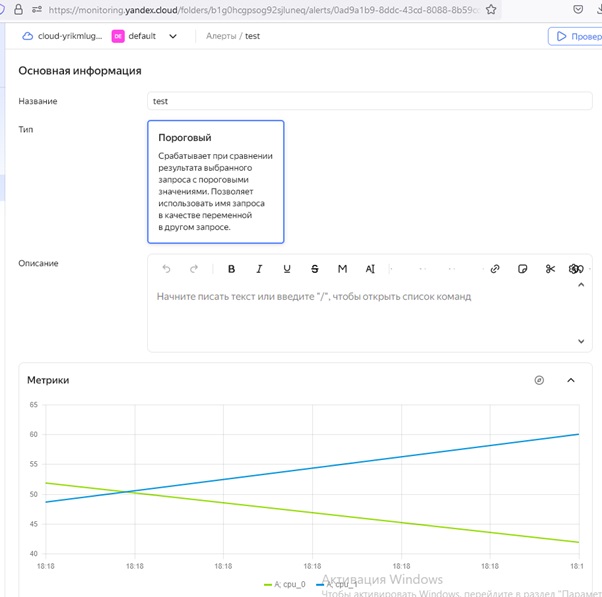 https://monitoring.yandex.cloud/folders/b1g0hcgpsog92sjluneq/alerts/0ad9a1b9-8ddc-43cd-8088-8b59c
cloud-yrikmlug... DE default Алерты / test Провер
Основная информация
Название test
Тип
Пороговый
Срабатывает при сравнении
результата выбранного
запроса с пороговыми
значениями. Позволяет
использовать имя запроса
в качестве переменной
в другом запросе.
Описание
B I U S M AI
Начните писать текст или введите "/", чтобы открыть список команд
Метрики
65
60
55
50
45
40
18:18 18:18 18:18 18:18 18:18 18:18 18:1
A; cpu_0 A; cpu_1
Активация Windows
Чтобы активировать Windows, перейдите в раздел "Парамет